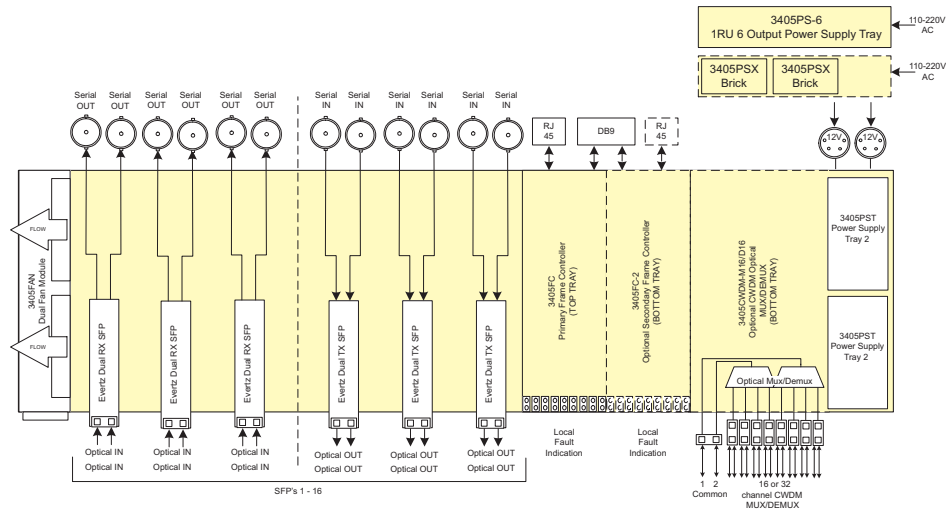 3405PS-6
1RU 6 Output Power Supply Tray
110-220V
AC
3405PSX
Brick
3405PSX
Brick
110-220V
AC
Serial
OUT
Serial
OUT
Serial
OUT
Serial
OUT
Serial
OUT
Serial
OUT
Serial
IN
Serial
IN
Serial
IN
Serial
IN
Serial
IN
Serial
IN
RJ
45
DB9
RJ
45
12V
12V
FLOW
FLOW
3405FAN
Dual Fan Module
Evertz Dual RX SFP
Evertz Dual RX SFP
Evertz Dual RX SFP
Evertz Dual TX SFP
Evertz Dual TX SFP
Evertz Dual TX SFP
3405FC
Primary Frame Controller
(TOP TRAY)
3405FC-2
Optional Secondary Frame Controller
(BOTTOM TRAY)
3405CWDM-M16/D16
Optional CWDM Optical
MUX/DEMUX
(BOTTOM TRAY)
3405PST
Power Supply
Tray 2
3405PST
Power Supply
Tray 2
Optical Mux/Demux
Optical IN
Optical IN
Optical IN
Optical IN
Optical IN
Optical IN
Optical OUT
Optical OUT
Optical OUT
Optical OUT
Optical OUT
Optical OUT
Local
Fault
Indication
Local
Fault
Indication
1 2
Common
16 or 32
channel CWDM
MUX/DEMUX
SFP's 1 - 16